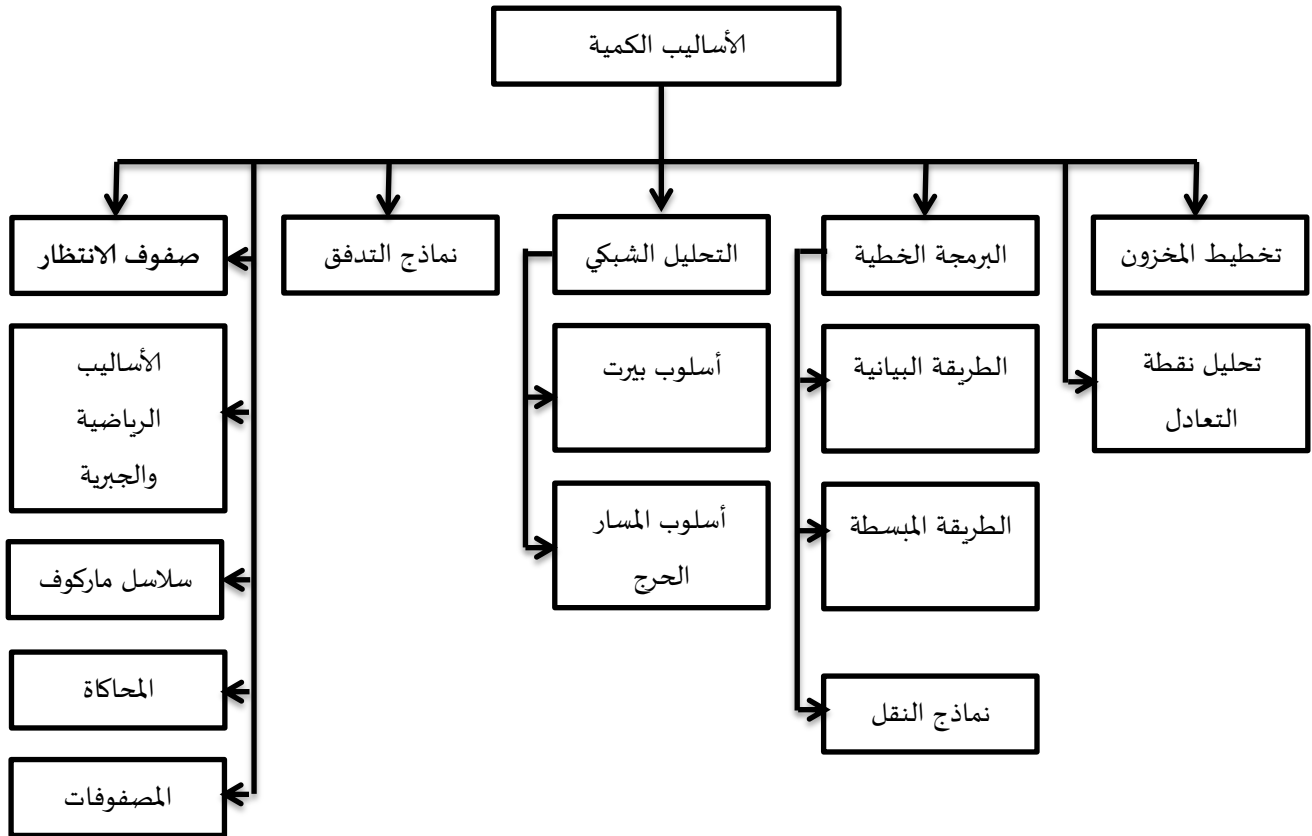 الأساليب الكمية
تخطيط المخزون
البرمجة الخطية
التحليل الشبكي
نماذج التدفق
صفوف الانتظار
تحليل نقطة
التعادل
الطريقة البيانية
الطريقة المبسطة
نماذج النقل
أسلوب بيرت
أسلوب المسار
الحرج
الأساليب
الرياضية
والجبرية
سلاسل ماركوف
المحاكاة
المصفوفات